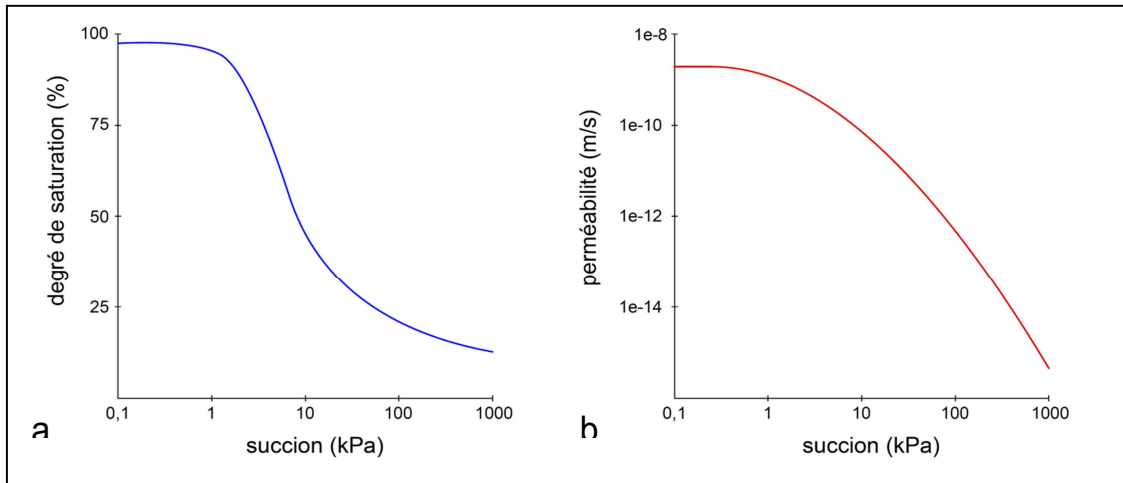 degré de saturation (%)
100
75
50
25
0,1 1 10 100 1000
succion (kPa)
a
perméabilité (m/s)
1e-8
1e-10
1e-12
1e-14
0,1 1 10 100 1000
succion (kPa)
b